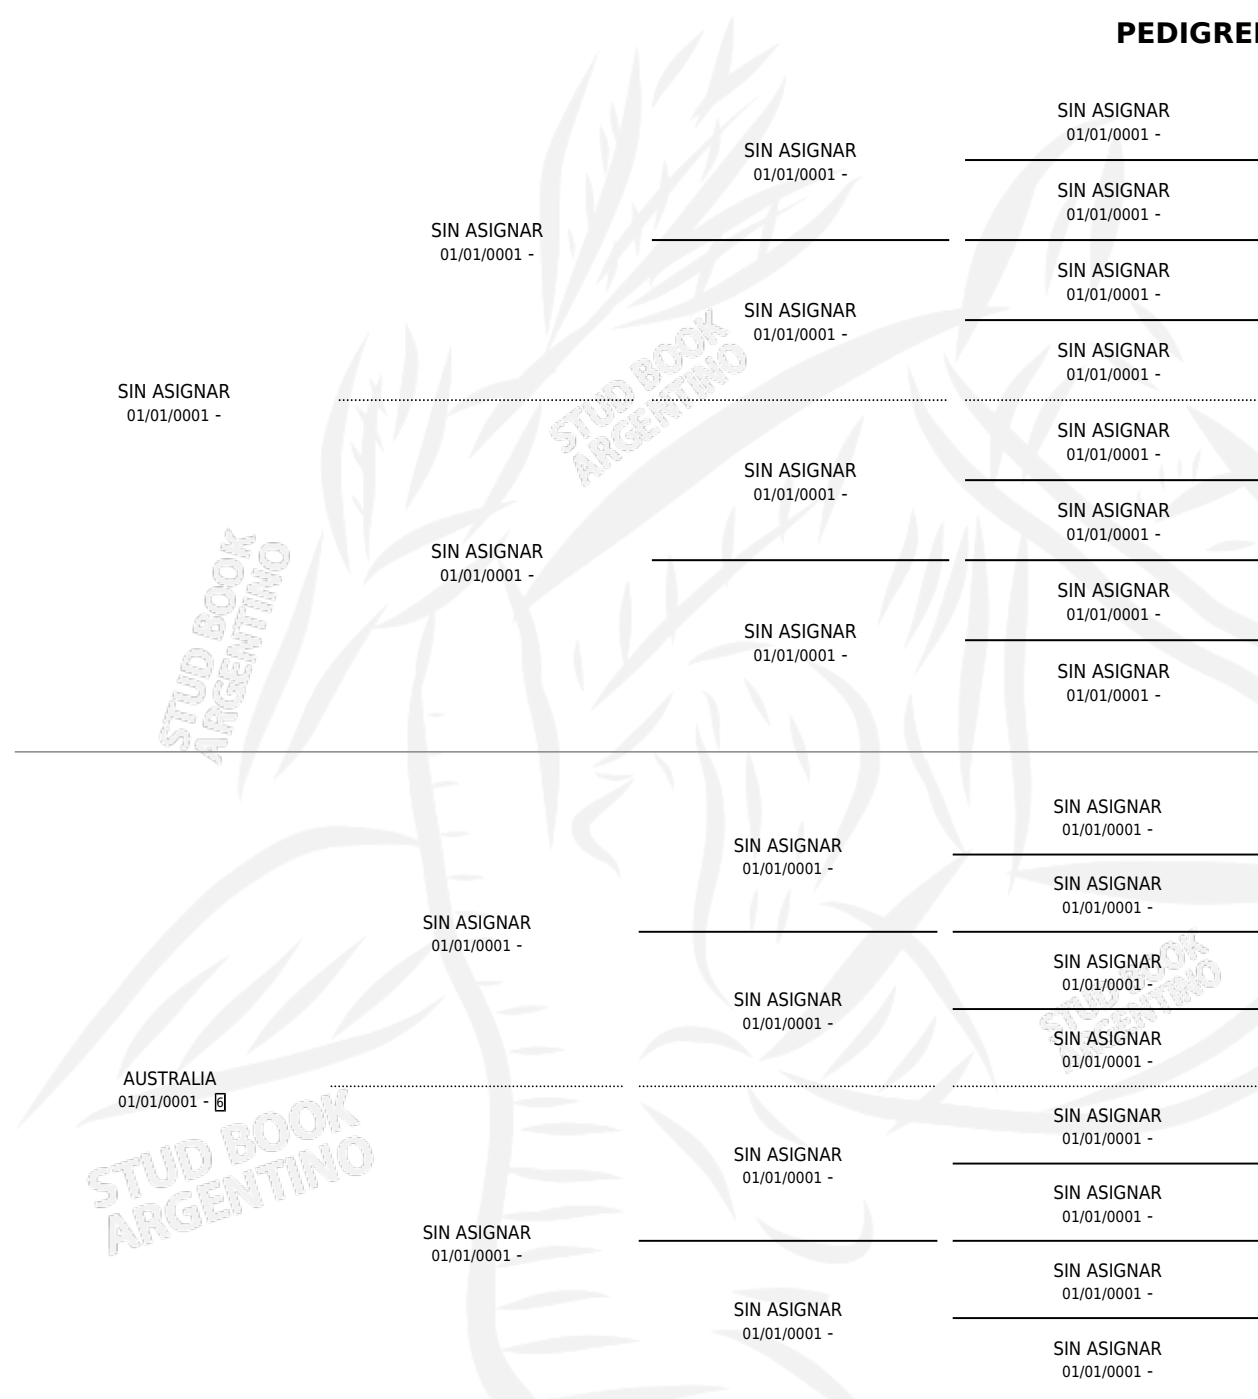 PEDIGREE
SIN ASIGNAR
01/01/0001 -
SIN ASIGNAR
01/01/0001 -
SIN ASIGNAR
01/01/0001 -
SIN ASIGNAR
01/01/0001 -
SIN ASIGNAR
01/01/0001 -
SIN ASIGNAR
01/01/0001 -
SIN ASIGNAR
01/01/0001 -
SIN ASIGNAR
01/01/0001 -
STUD BOOK
ARGENTINO
SIN ASIGNAR
01/01/0001 -
SIN ASIGNAR
01/01/0001 -
SIN ASIGNAR
01/01/0001 -
SIN ASIGNAR
01/01/0001 -
SIN ASIGNAR
01/01/0001 -
STUD BOOK
ARGENTINO
SIN ASIGNAR
01/01/0001 -
SIN ASIGNAR
01/01/0001 -
SIN ASIGNAR
01/01/0001 -
SIN ASIGNAR
01/01/0001 -
SIN ASIGNAR
01/01/0001 -
SIN ASIGNAR
01/01/0001 -
SIN ASIGNAR
01/01/0001 -
SIN ASIGNAR
01/01/0001 -
STUD BOOK
ARGENTINO
SIN ASIGNAR
01/01/0001 -
SIN ASIGNAR
01/01/0001 -
AUSTRALIA
01/01/0001 - 6
STUD BOOK
ARGENTINO
SIN ASIGNAR
01/01/0001 -
SIN ASIGNAR
01/01/0001 -
SIN ASIGNAR
01/01/0001 -
SIN ASIGNAR
01/01/0001 -
SIN ASIGNAR
01/01/0001 -
SIN ASIGNAR
01/01/0001 -
SIN ASIGNAR
01/01/0001 -